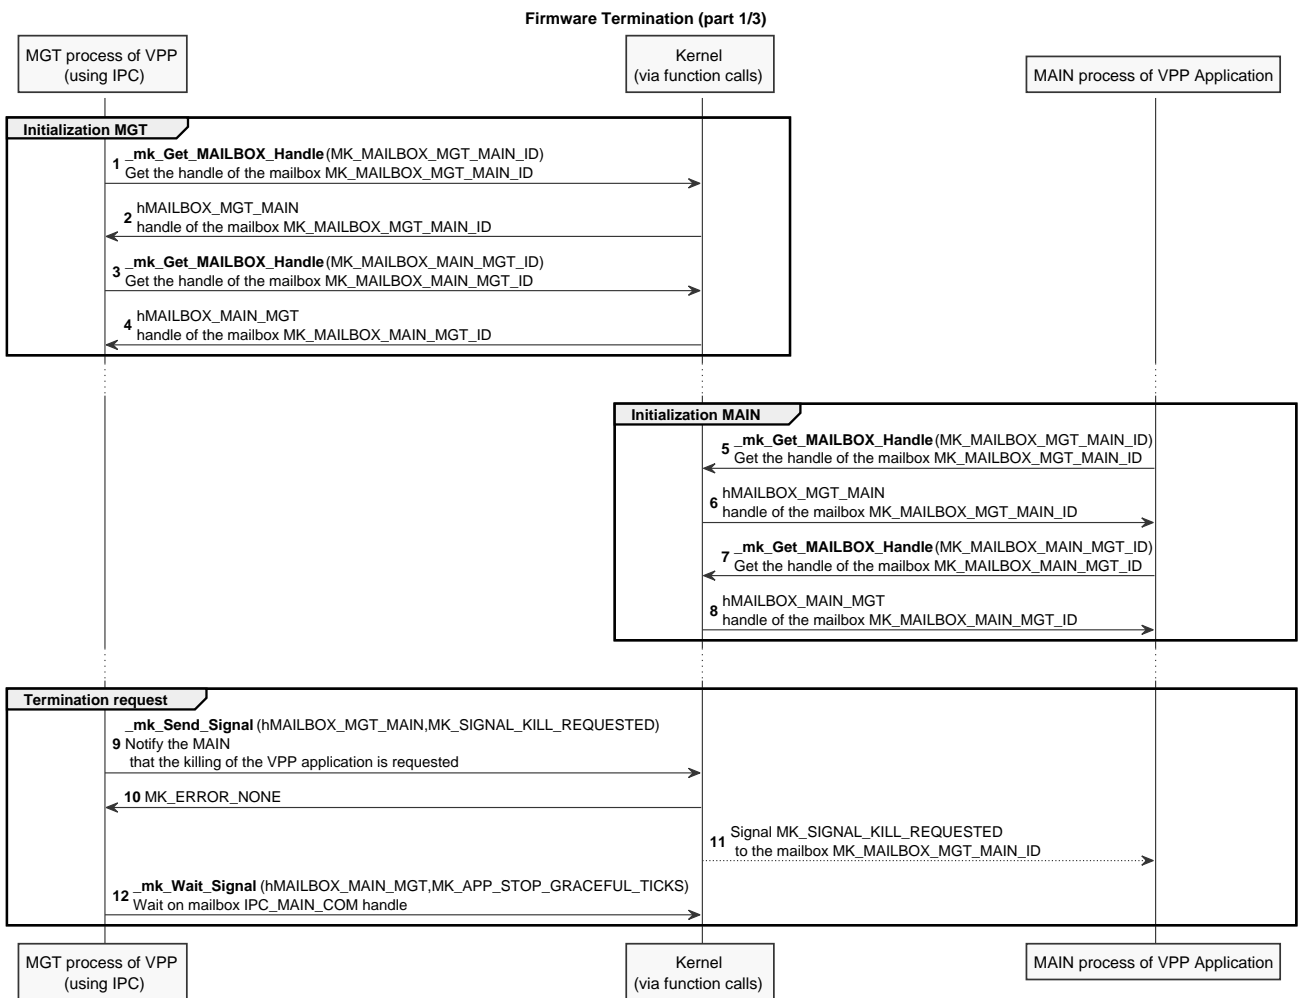 Firmware Termination (part 1/3)
MGT process of VPP
(using IPC)
Kernel
(via function calls)
MAIN process of VPP Application
Initialization MGT
1 _mk_Get_MAILBOX_Handle(MK_MAILBOX_MGT_MAIN_ID)
Get the handle of the mailbox MK_MAILBOX_MGT_MAIN_ID
2 hMAILBOX_MGT_MAIN
handle of the mailbox MK_MAILBOX_MGT_MAIN_ID
3 _mk_Get_MAILBOX_Handle(MK_MAILBOX_MAIN_MGT_ID)
Get the handle of the mailbox MK_MAILBOX_MAIN_MGT_ID
4 hMAILBOX_MAIN_MGT
handle of the mailbox MK_MAILBOX_MAIN_MGT_ID
Initialization MAIN
5 _mk_Get_MAILBOX_Handle(MK_MAILBOX_MGT_MAIN_ID)
Get the handle of the mailbox MK_MAILBOX_MGT_MAIN_ID
6 hMAILBOX_MGT_MAIN
handle of the mailbox MK_MAILBOX_MGT_MAIN_ID
7 _mk_Get_MAILBOX_Handle(MK_MAILBOX_MAIN_MGT_ID)
Get the handle of the mailbox MK_MAILBOX_MAIN_MGT_ID
8 hMAILBOX_MAIN_MGT
handle of the mailbox MK_MAILBOX_MAIN_MGT_ID
Termination request
_mk_Send_Signal (hMAILBOX_MGT_MAIN,MK_SIGNAL_KILL_REQUESTED)
9 Notify the MAIN
that the killing of the VPP application is requested
10 MK_ERROR_NONE
11 Signal MK_SIGNAL_KILL_REQUESTED
to the mailbox MK_MAILBOX_MGT_MAIN_ID
12 _mk_Wait_Signal (hMAILBOX_MAIN_MGT,MK_APP_STOP_GRACEFUL_TICKS)
Wait on mailbox IPC_MAIN_COM handle
MGT process of VPP
(using IPC)
Kernel
(via function calls)
MAIN process of VPP Application